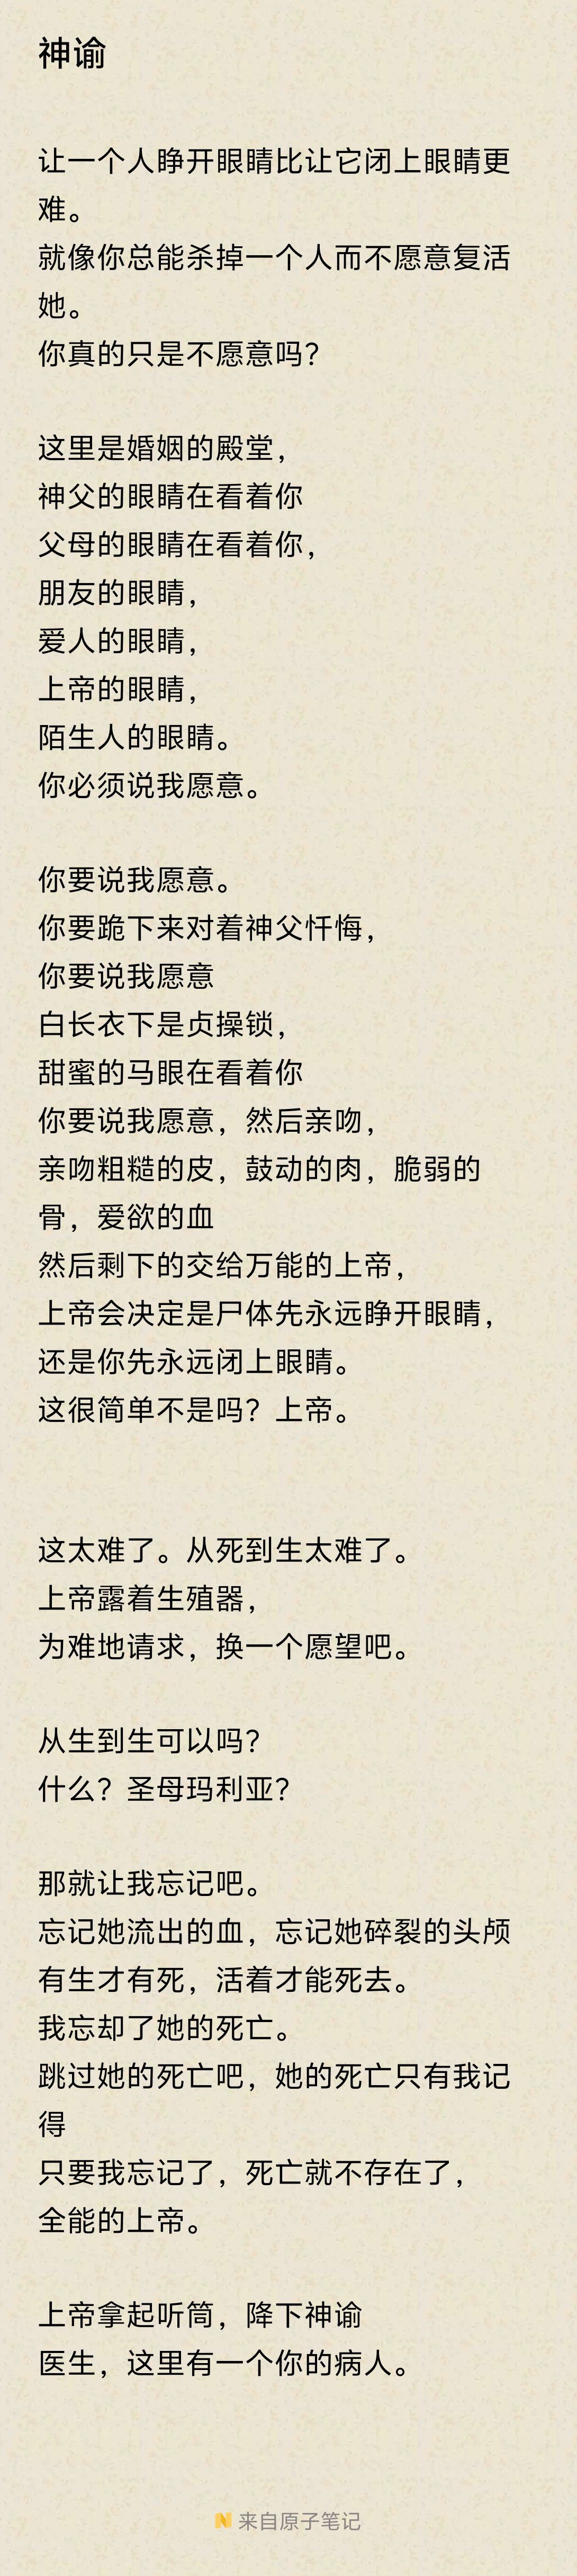 神谕
让一个人睁开眼睛比让它闭上眼睛更
难。
就像你总能杀掉一个人而不愿意复活
她。
你真的只是不愿意吗？
这里是婚姻的殿堂，
神父的眼睛在看着你
父母的眼睛在看着你，
朋友的眼睛，
爱人的眼睛，
上帝的眼睛，
陌生人的眼睛。
你必须说我愿意。
你要说我愿意。
你要跪下来对着神父忏悔，
你要说我愿意
白长衣下是贞操锁，
甜蜜的马眼在看着你
你要说我愿意，然后亲吻，
亲吻粗糙的皮，鼓动的肉，脆弱的
骨，爱欲的血
然后剩下的交给万能的上帝，
上帝会决定是尸体先永远睁开眼睛，
还是你先永远闭上眼睛。
这很简单不是吗？上帝。
这太难了。从死到生太难了。
上帝露着生殖器，
为难地请求，换一个愿望吧。
从生到生可以吗？
什么？圣母玛利亚？
那就让我忘记吧。
忘记她流出的血，忘记她碎裂的头颅
有生才有死，活着才能死去。
我忘却了她的死亡。
跳过她的死亡吧，她的死亡只有我记
得
只要我忘记了，死亡就不存在了，
全能的上帝。
上帝拿起听筒，降下神谕
医生，这里有一个你的病人。
来自原子笔记